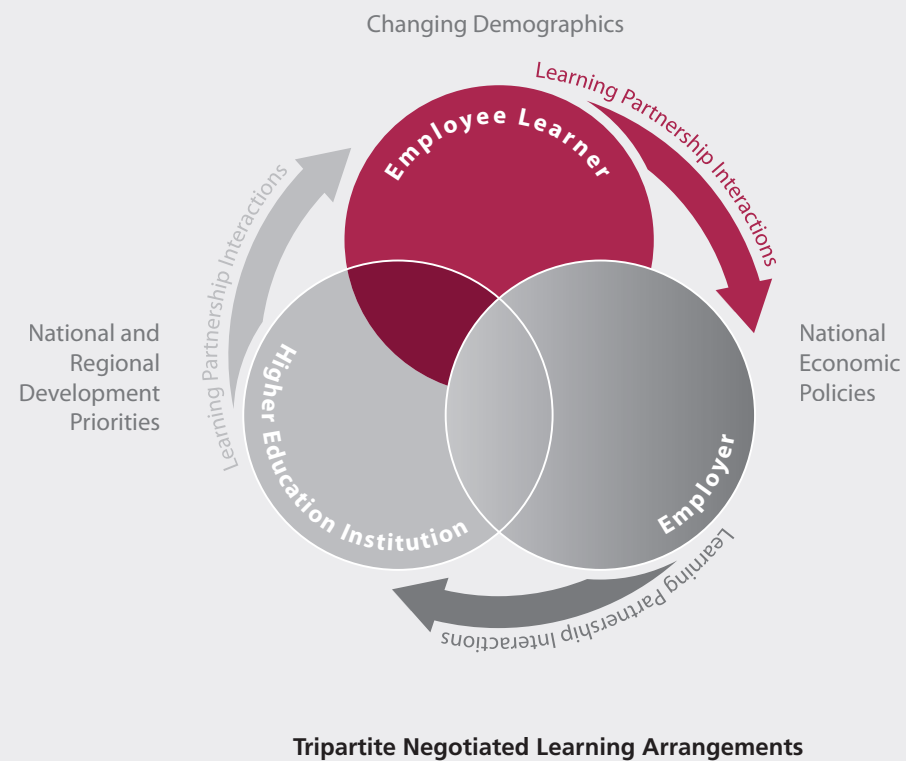 Changing Demographics
Learning Partnership Interactions
Employee Learner
Learning Partnership Interactions
National and
Regional
Development
Priorities
National
Economic
Policies
Higher Education Institution
Employer
Learning Partnership Interactions
Tripartite Negotiated Learning Arrangements